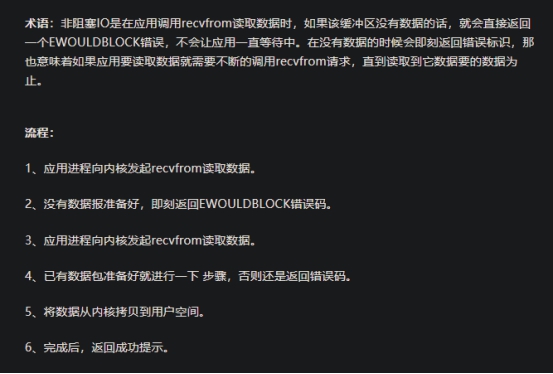 术语：非阻塞IO是在应用调用recvfrom读取数据时，如果该缓冲区没有数据的话，就会直接返回
一个EWOULDBLOCK错误，不会让应用一直等待中。在没有数据的时候会即刻返回错误标识，那
也意味着如果应用要读取数据就需要不断的调用recvfrom请求，直到读取到它数据要的数据为
止。
流程：
1、应用进程向内核发起recvfrom读取数据。
2、没有数据报准备好，即刻返回EWOULDBLOCK错误码。
3、应用进程向内核发起recvfrom读取数据。
4、已有数据包准备好就进行一下 步骤，否则还是返回错误码。
5、将数据从内核拷贝到用户空间。
6、完成后，返回成功提示。